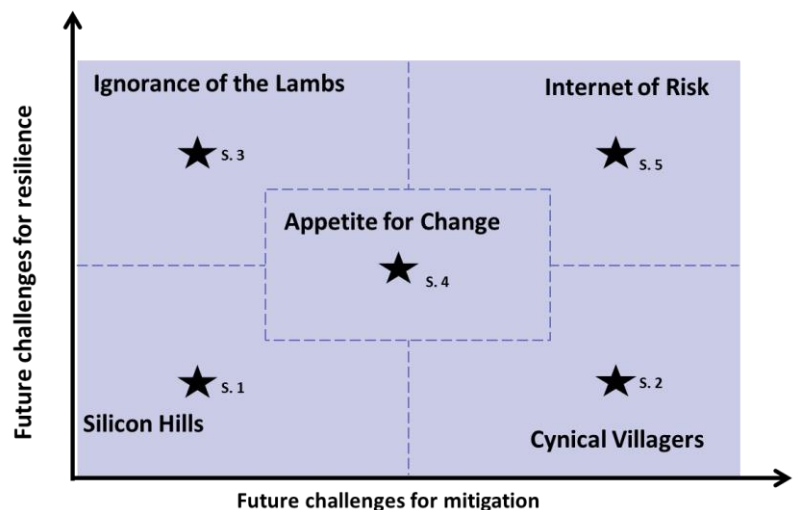 Ignorance of the Lambs
Internet of Risk
S. 3
S. 5
Appetite for Change
S. 4
S. 1
S. 2
Silicon Hills
Cynical Villagers
Future challenges for resilience
Future challenges for mitigation